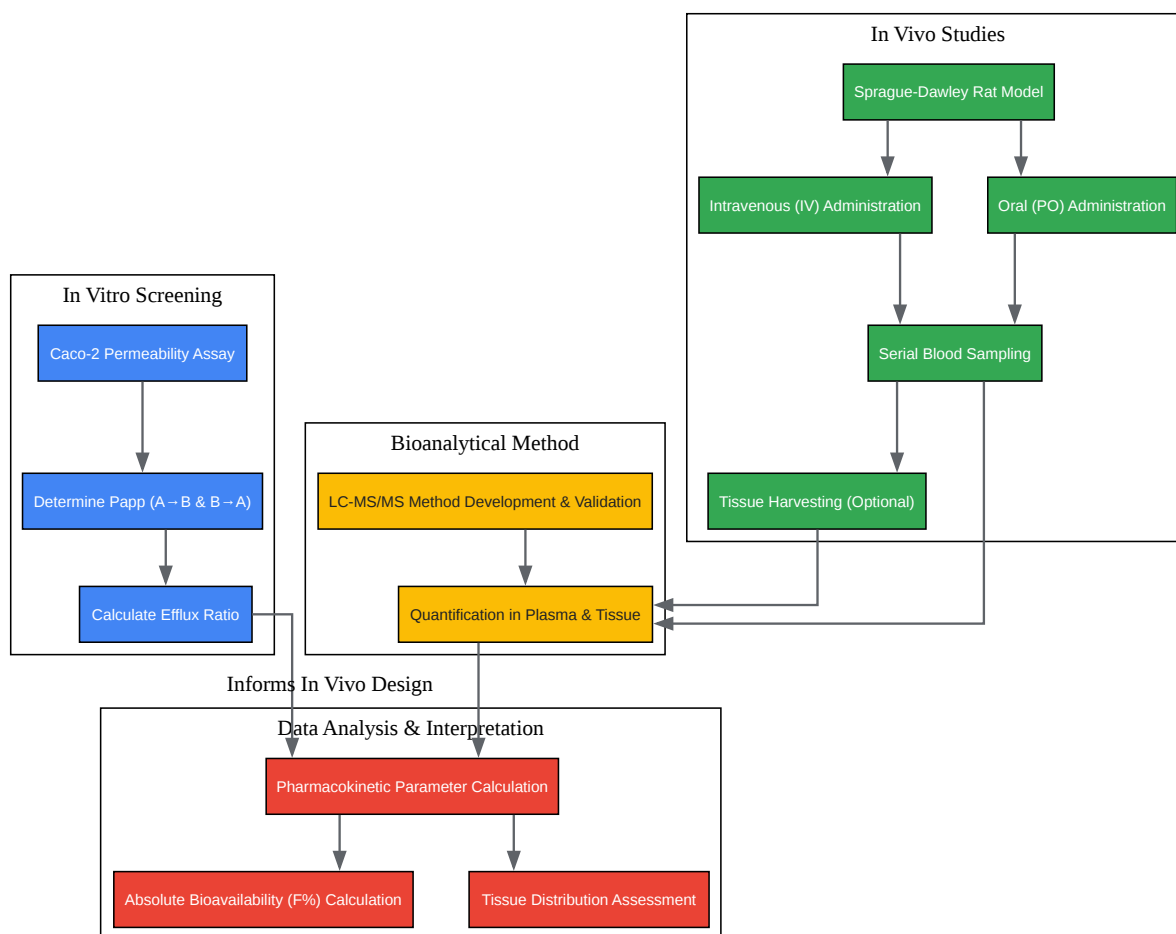 In Vivo Studies
Sprague-Dawley Rat Model
Intravenous (IV) Administration
Oral (PO) Administration
Serial Blood Sampling
Tissue Harvesting (Optional)
In Vitro Screening
Caco-2 Permeability Assay
Determine Papp (A→B & B→A)
Calculate Efflux Ratio
Bioanalytical Method
LC-MS/MS Method Development & Validation
Quantification in Plasma & Tissue
Informs In Vivo Design
Data Analysis & Interpretation
Pharmacokinetic Parameter Calculation
Absolute Bioavailability (F%) Calculation
Tissue Distribution Assessment